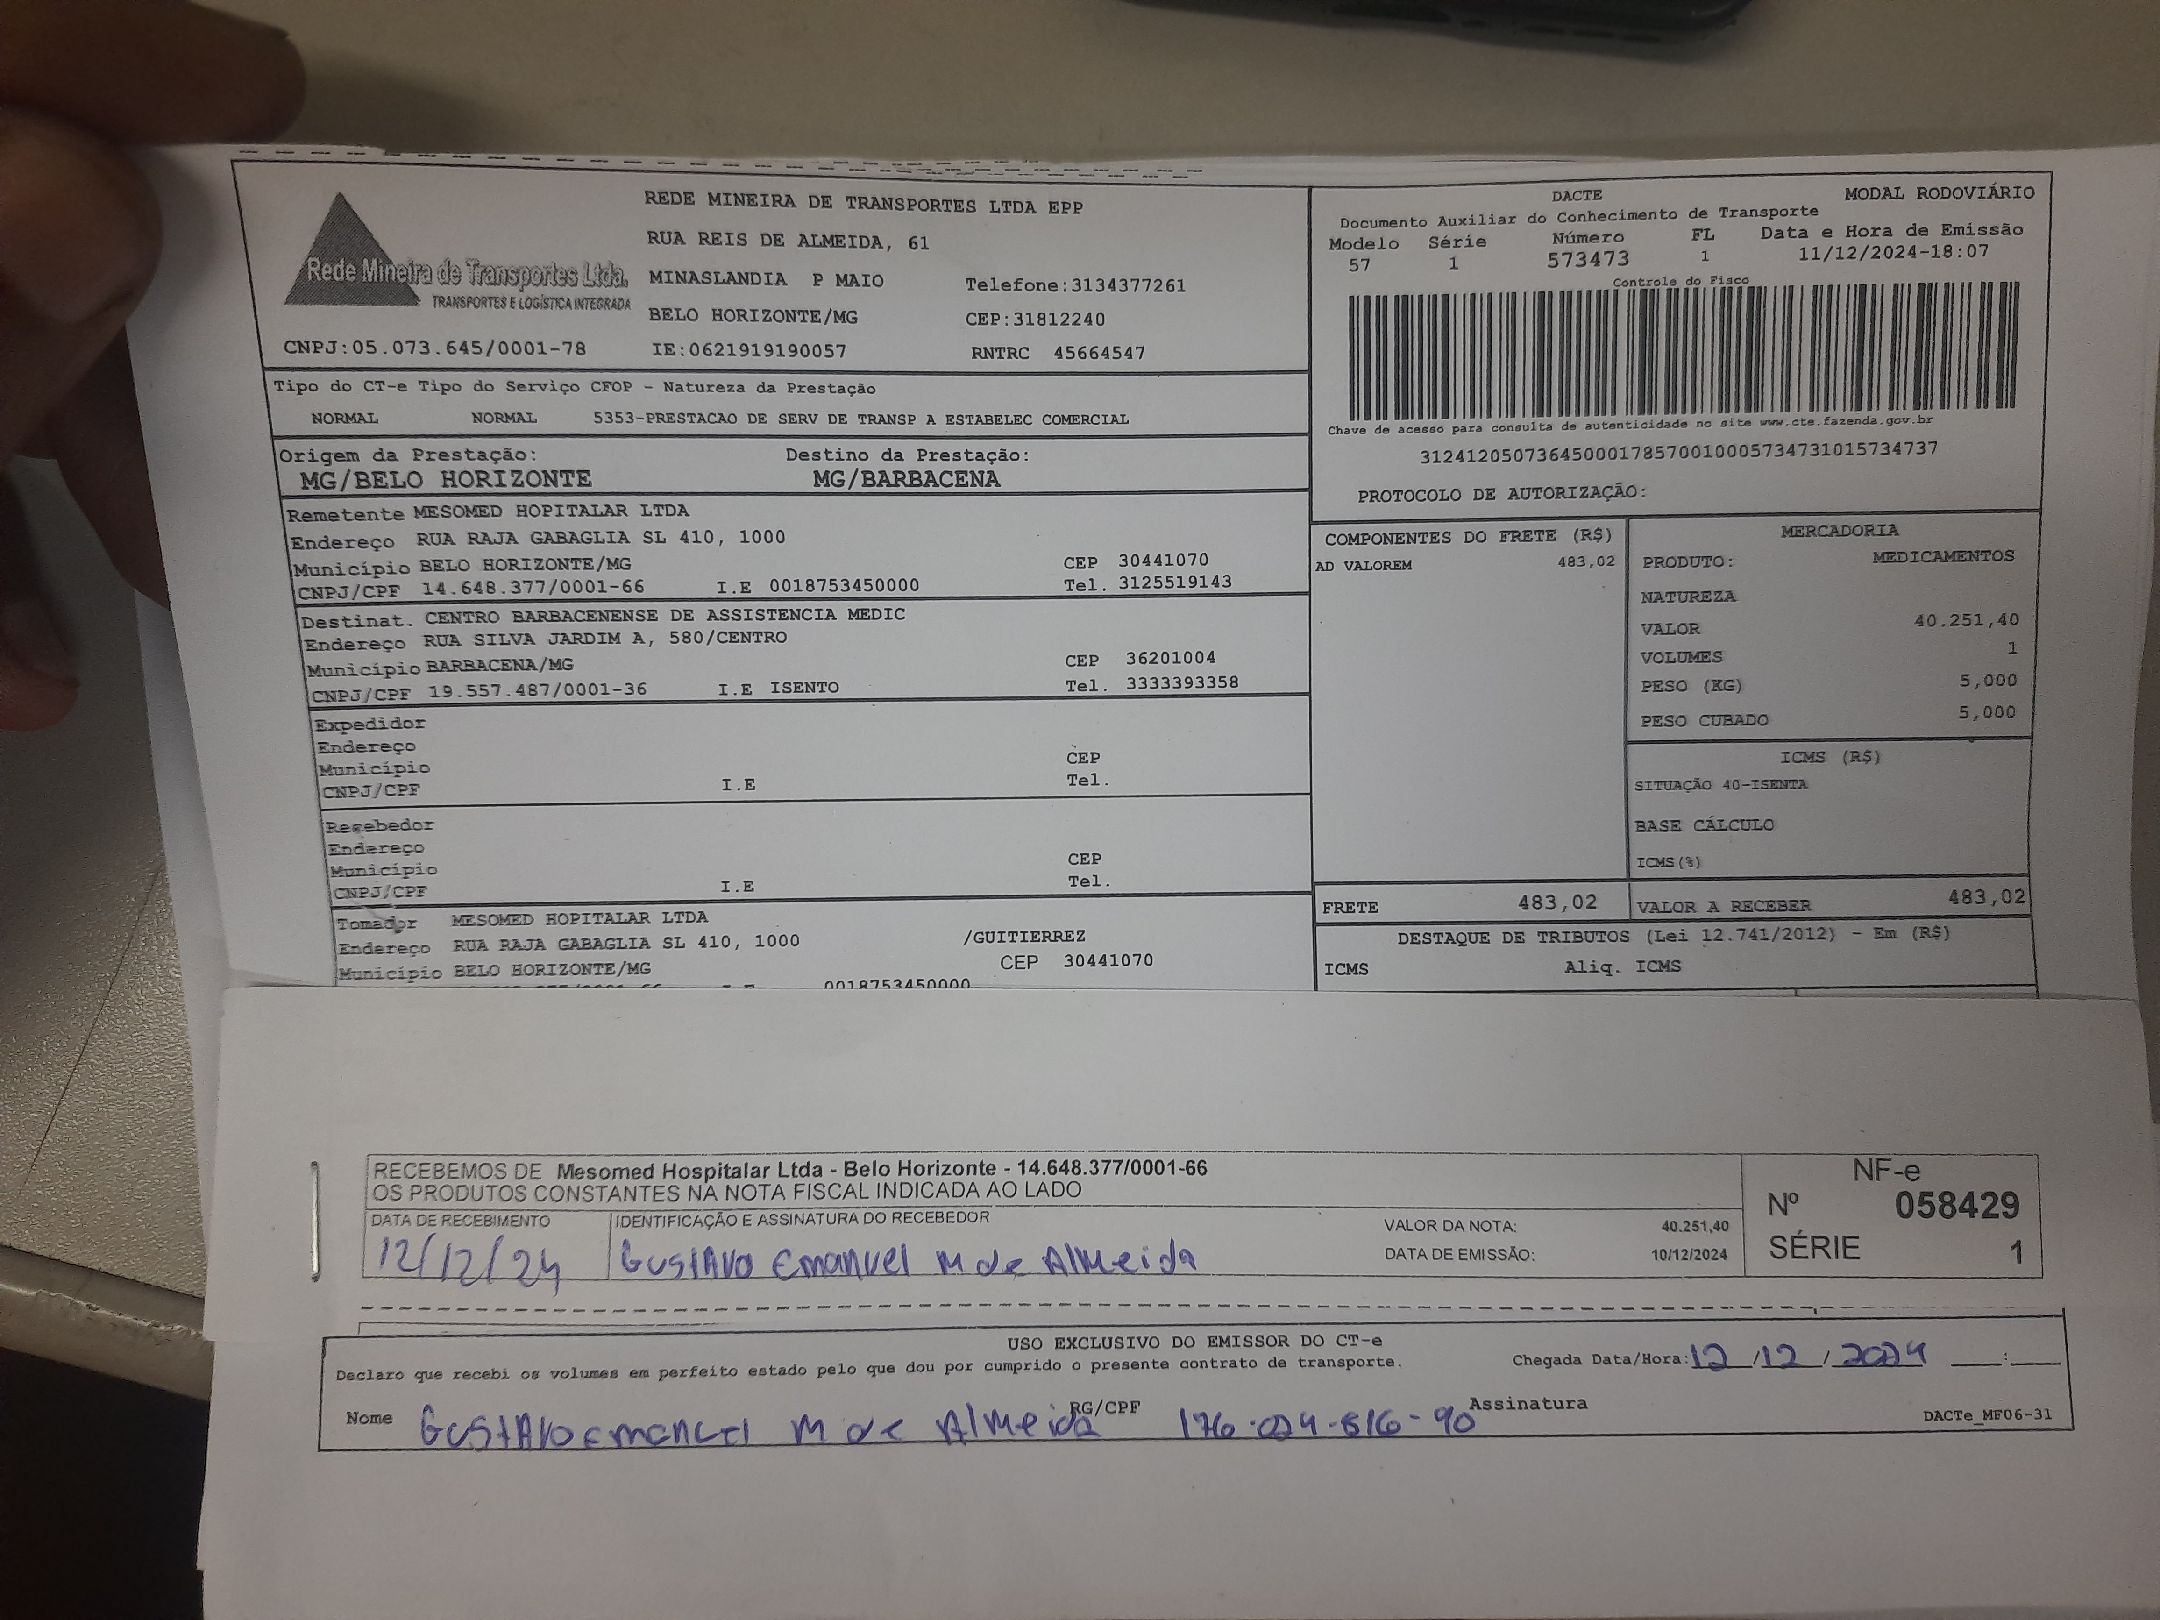 REDE MINEIRA DE TRANSPORTES LTDA EPP
RUA REIS DE ALMEIDA, 61
Rede Mineira de Transportes Ltda.
TRANSPORTES E LOGÍSTICA INTEGRADA
MINASLANDIA P MAIO Telefone:3134377261
BELO HORIZONTE/MG CEP:31812240
CNPJ:05.073.645/0001-78 IE:0621919190057 RNTRC 45664547
DACTE MODAL RODOVIÁRIO
Documento Auxiliar do Conhecimento de Transporte
Modelo Série Número FL Data e Hora de Emissão
57 1 573473 1 11/12/2024-18:07
Controle do Fisco
Chave de acesso para consulta de autenticidade no site www.cte.fazenda.gov.br
31241205073645000178570010005734731015734737
PROTOCOLO DE AUTORIZAÇÃO:
Tipo do CT-e Tipo do Serviço CFOP - Natureza da Prestação
NORMAL NORMAL 5353-PRESTACAO DE SERV DE TRANSP A ESTABELEC COMERCIAL
Origem da Prestação: Destino da Prestação:
MG/BELO HORIZONTE MG/BARBACENA
Remetente MESOMED HOPITALAR LTDA
Endereço RUA RAJA GABAGLIA SL 410, 1000
Município BELO HORIZONTE/MG CEP 30441070
CNPJ/CPF 14.648.377/0001-66 I.E 0018753450000 Tel. 3125519143
Destinat. CENTRO BARBACENENSE DE ASSISTENCIA MEDIC
Endereço RUA SILVA JARDIM A, 580/CENTRO
Município BARBACENA/MG CEP 36201004
CNPJ/CPF 19.557.487/0001-36 I.E ISENTO Tel. 3333393358
Expedidor
Endereço
Município CEP
CNPJ/CPF I.E Tel.
Recebedor
Endereço
Município CEP
CNPJ/CPF I.E Tel.
Tomador MESOMED HOPITALAR LTDA
Endereço RUA RAJA GABAGLIA SL 410, 1000 /GUITIERREZ
Município BELO HORIZONTE/MG CEP 30441070
0018753450000
COMPONENTES DO FRETE (R$)
AD VALOREM 483,02
MERCADORIA
PRODUTO: MEDICAMENTOS
NATUREZA
VALOR 40.251,40
VOLUMES 1
PESO (KG) 5,000
PESO CUBADO 5,000
ICMS (R$)
SITUAÇÃO 40-ISENTA
BASE CÁLCULO
ICMS(%)
FRETE 483,02 VALOR A RECEBER 483,02
DESTAQUE DE TRIBUTOS (Lei 12.741/2012) - Em (R$)
ICMS Aliq. ICMS
RECEBEMOS DE Mesomed Hospitalar Ltda - Belo Horizonte - 14.648.377/0001-66
OS PRODUTOS CONSTANTES NA NOTA FISCAL INDICADA AO LADO
DATA DE RECEBIMENTO IDENTIFICAÇÃO E ASSINATURA DO RECEBEDOR
12/12/24 Gustavo Emanuel M de Almeida
VALOR DA NOTA: 40.251,40
DATA DE EMISSÃO: 10/12/2024
NF-e
Nº 058429
SÉRIE 1
USO EXCLUSIVO DO EMISSOR DO CT-e
Declaro que recebi os volumes em perfeito estado pelo que dou por cumprido o presente contrato de transporte. Chegada Data/Hora: 12/12/2024 __:__
Nome Gustavo Emanuel M de Almeida RG/CPF 176.024.816-90 Assinatura
DACTe_MF06-31